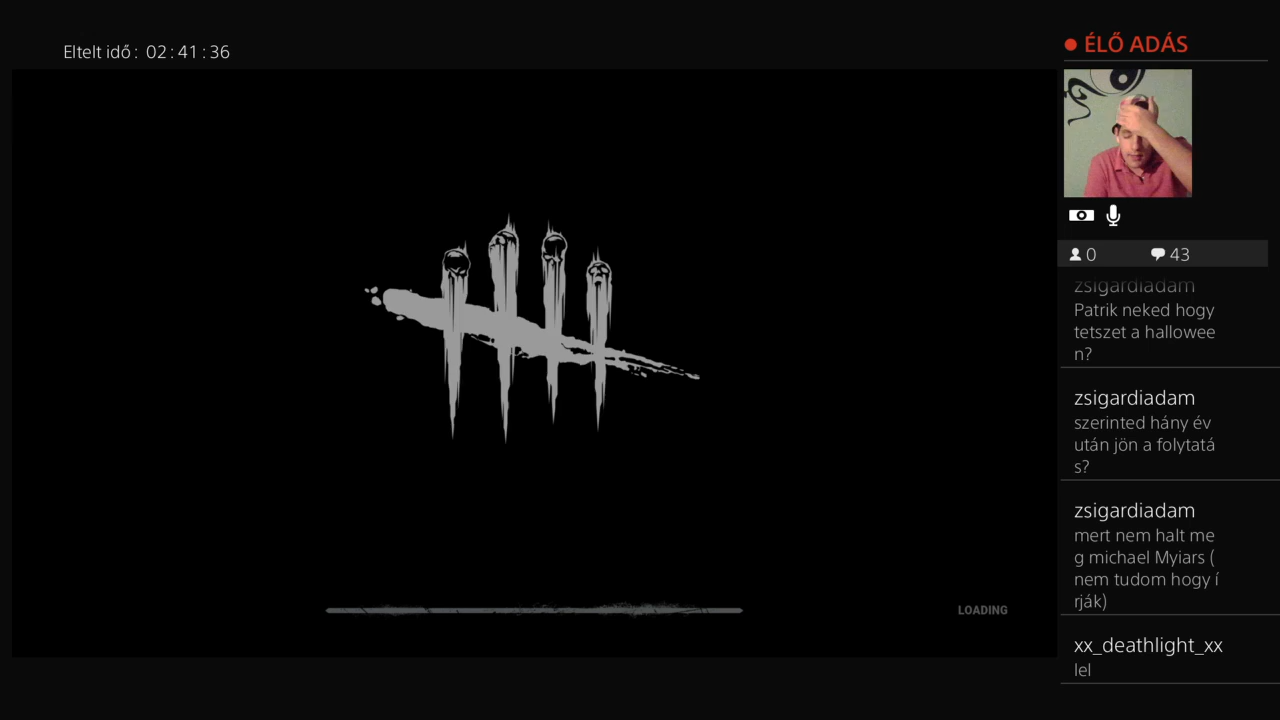 Eltelt idő : 02 : 41 : 36
ÉLŐ ADÁS
0 43
zsigardiadam
Patrik neked hogy
tetszet a hallowee
n?
zsigardiadam
szerinted hány év
után jön a folytatá
s?
zsigardiadam
mert nem halt me
g michael Myiars (
nem tudom hogy í
rják)
xx_deathlight_xx
lel
LOADING